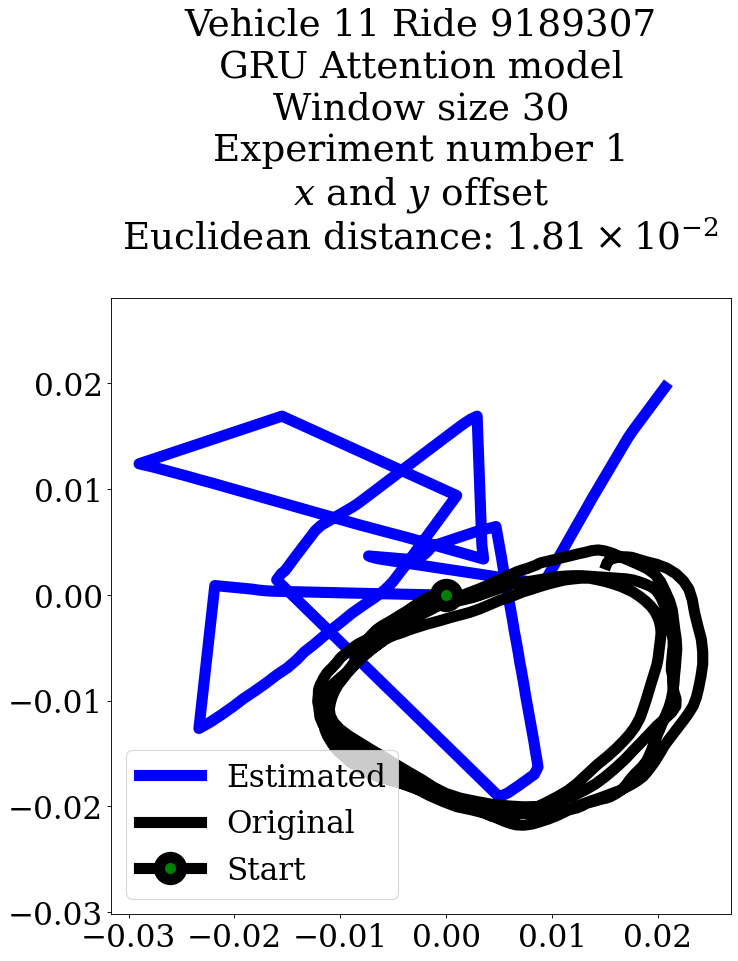 Vehicle 11 Ride 9189307
GRU Attention model
Window size 30
Experiment number 1
x and y offset
Euclidean distance: 1.81 × 10⁻²
0.02
0.01
0.00
−0.01
−0.02
−0.03
Estimated
Original
Start
−0.03 −0.02 −0.01 0.00 0.01 0.02